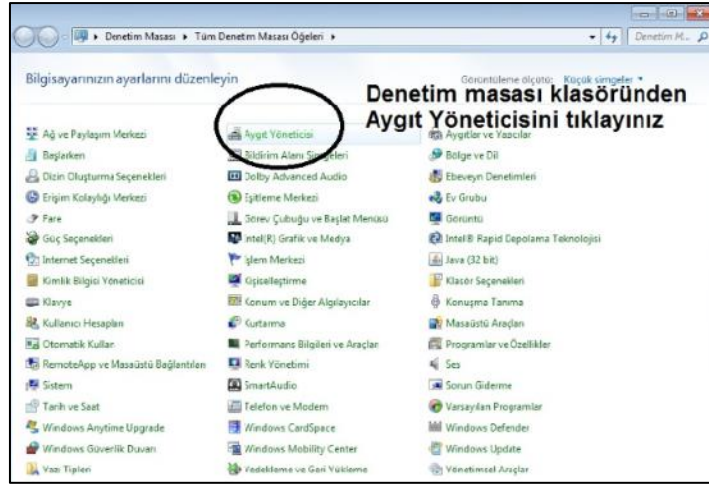 Denetim Masası ▸ Tüm Denetim Masası Öğeleri ▸
Denetim M...
Bilgisayarınızın ayarlarını düzenleyin
Görüntüleme ölçütü: Küçük simgeler
Denetim masası klasöründen
Aygıt Yöneticisini tıklayınız
Ağ ve Paylaşım Merkezi
Aygıt Yöneticisi
Aygıtlar ve Yazıcılar
Başlarken
Bildirim Alanı Simgeleri
Bölge ve Dil
Dizin Oluşturma Seçenekleri
Dolby Advanced Audio
Ebeveyn Denetimleri
Erişim Kolaylığı Merkezi
Eşitleme Merkezi
Ev Grubu
Fare
Görev Çubuğu ve Başlat Menüsü
Görüntü
Güç Seçenekleri
Intel(R) Grafik ve Medya
Intel® Rapid Depolama Teknolojisi
İnternet Seçenekleri
İşlem Merkezi
Java (32 bit)
Kimlik Bilgisi Yöneticisi
Kişiselleştirme
Klasör Seçenekleri
Klavye
Konum ve Diğer Algılayıcılar
Konuşma Tanıma
Kullanıcı Hesapları
Kurtarma
Masaüstü Araçları
Otomatik Kullan
Performans Bilgileri ve Araçları
Programlar ve Özellikler
RemoteApp ve Masaüstü Bağlantıları
Renk Yönetimi
Ses
Sistem
SmartAudio
Sorun Giderme
Tarih ve Saat
Telefon ve Modem
Varsayılan Programlar
Windows Anytime Upgrade
Windows CardSpace
Windows Defender
Windows Güvenlik Duvarı
Windows Mobility Center
Windows Update
Yazı Tipleri
Yedekleme ve Geri Yükleme
Yönetimsel Araçlar